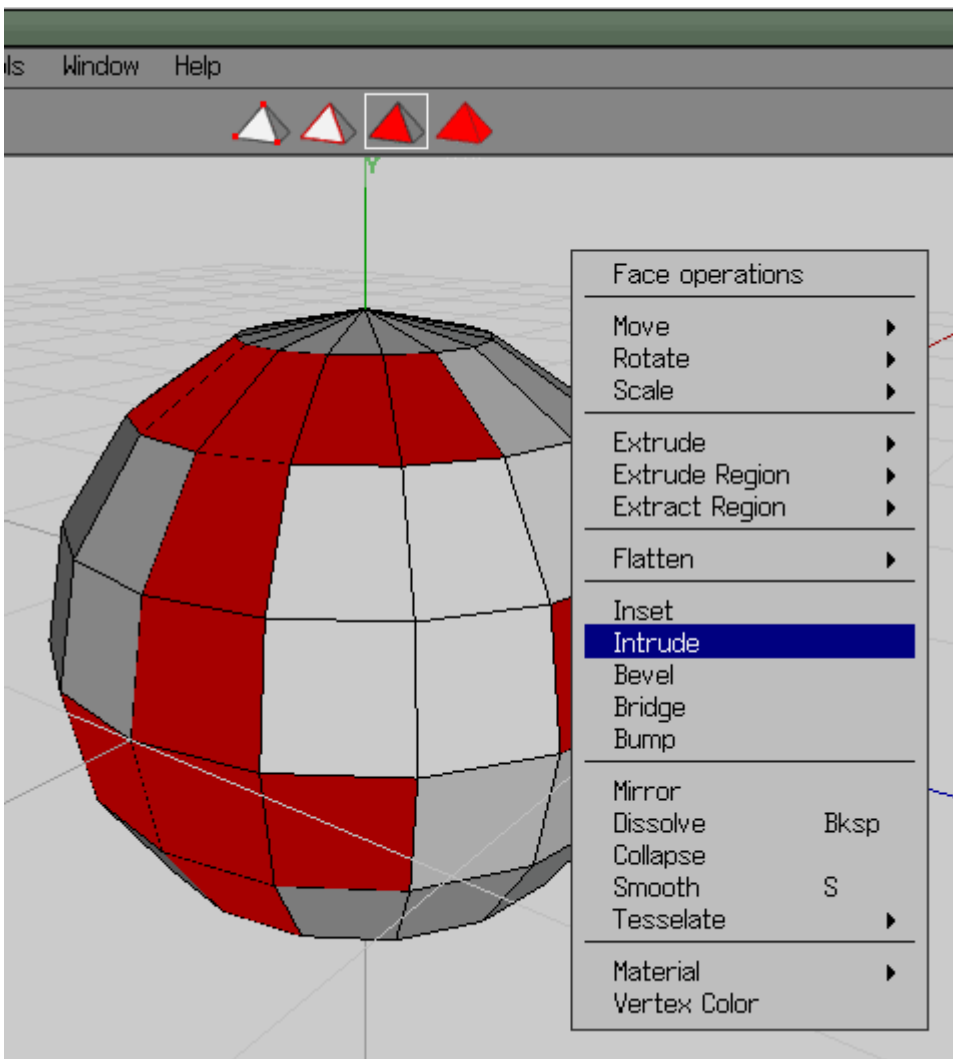 Window Help
Y
Face operations
Move
Rotate
Scale
Extrude
Extrude Region
Extract Region
Flatten
Inset
Intrude
Bevel
Bridge
Bump
Mirror
Dissolve Bksp
Collapse
Smooth S
Tesselate
Material
Vertex Color